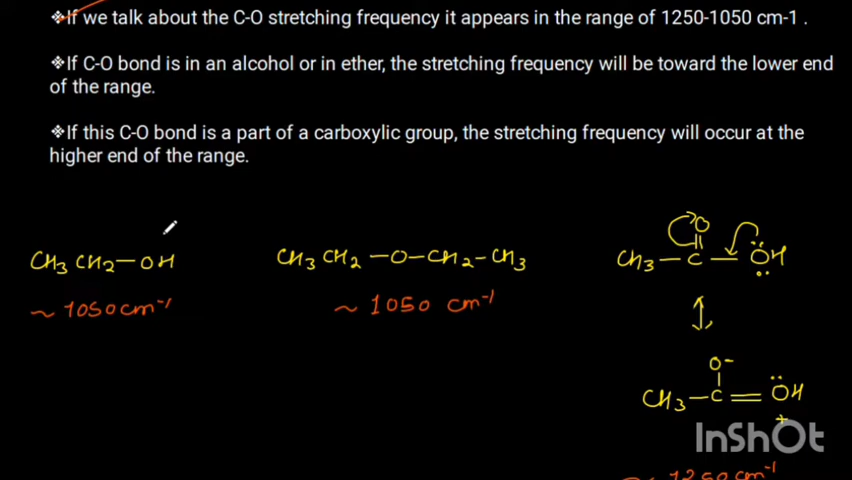 ❖If we talk about the C-O stretching frequency it appears in the range of 1250-1050 cm-1 .
❖If C-O bond is in an alcohol or in ether, the stretching frequency will be toward the lower end
of the range.
❖If this C-O bond is a part of a carboxylic group, the stretching frequency will occur at the
higher end of the range.
O
CH₃ CH₂—OH CH₃ CH₂—O—CH₂-CH₃ CH₃—C—ÖH
~1050cm⁻¹ ~ 1050 cm⁻¹
O-
CH₃-C=ÖH
+
InShOt
~ 1250cm⁻¹